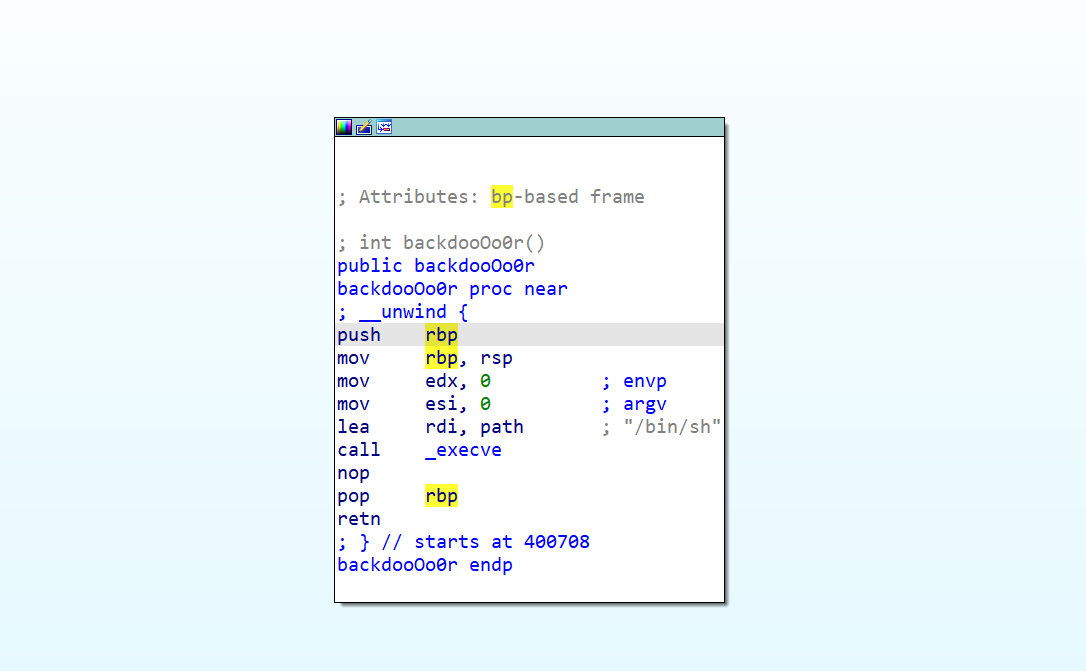 ; Attributes: bp-based frame
; int backdooOo0r()
public backdooOo0r
backdooOo0r proc near
; __unwind {
push rbp
mov rbp, rsp
mov edx, 0 ; envp
mov esi, 0 ; argv
lea rdi, path ; "/bin/sh"
call _execve
nop
pop rbp
retn
; } // starts at 400708
backdooOo0r endp